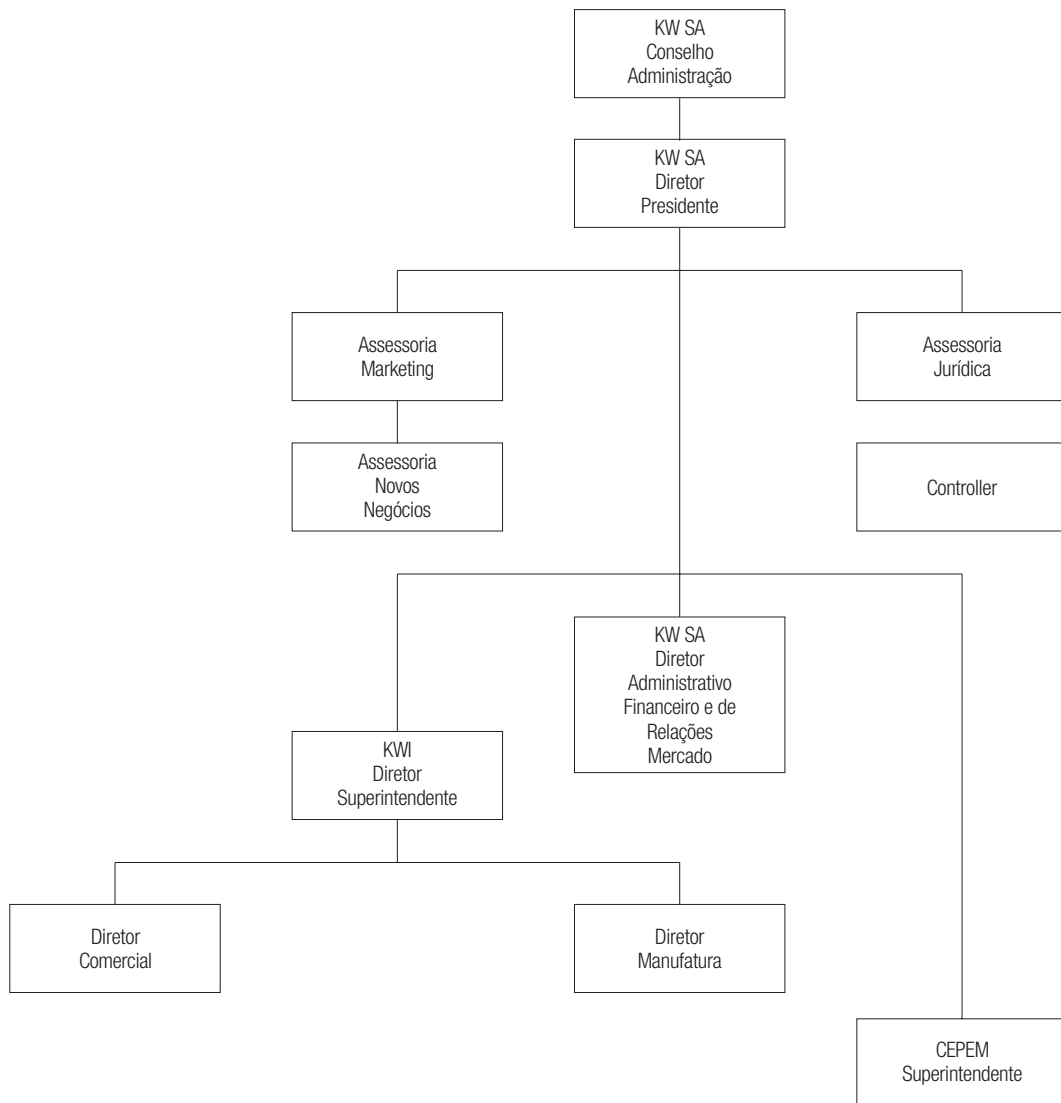 KW SA
Conselho
Administração
KW SA
Diretor
Presidente
Assessoria
Marketing
Assessoria
Jurídica
Assessoria
Novos
Negócios
Controller
KW SA
Diretor
Administrativo
Financeiro e de
Relações
Mercado
KWI
Diretor
Superintendente
Diretor
Comercial
Diretor
Manufatura
CEPEM
Superintendente